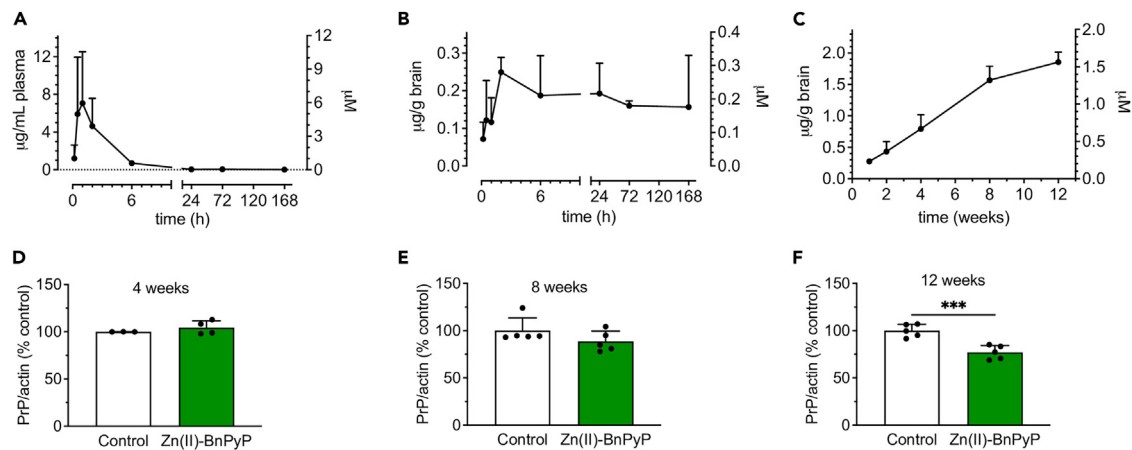 A
µg/mL plasma
12
8
4
0
12
9
6
3
0
µM
0 6 24 72 120 168
time (h)
B
µg/g brain
0.3
0.2
0.1
0.0
0.4
0.3
0.2
0.1
0.0
µM
0 6 24 72 120 168
time (h)
C
µg/g brain
2.0
1.5
1.0
0.5
0.0
2.0
1.5
1.0
0.5
0.0
µM
0 2 4 6 8 10 12
time (weeks)
D
4 weeks
PrP/actin (% control)
150
100
50
0
Control Zn(II)-BnPyP
E
8 weeks
PrP/actin (% control)
150
100
50
0
Control Zn(II)-BnPyP
F
12 weeks
***
PrP/actin (% control)
150
100
50
0
Control Zn(II)-BnPyP